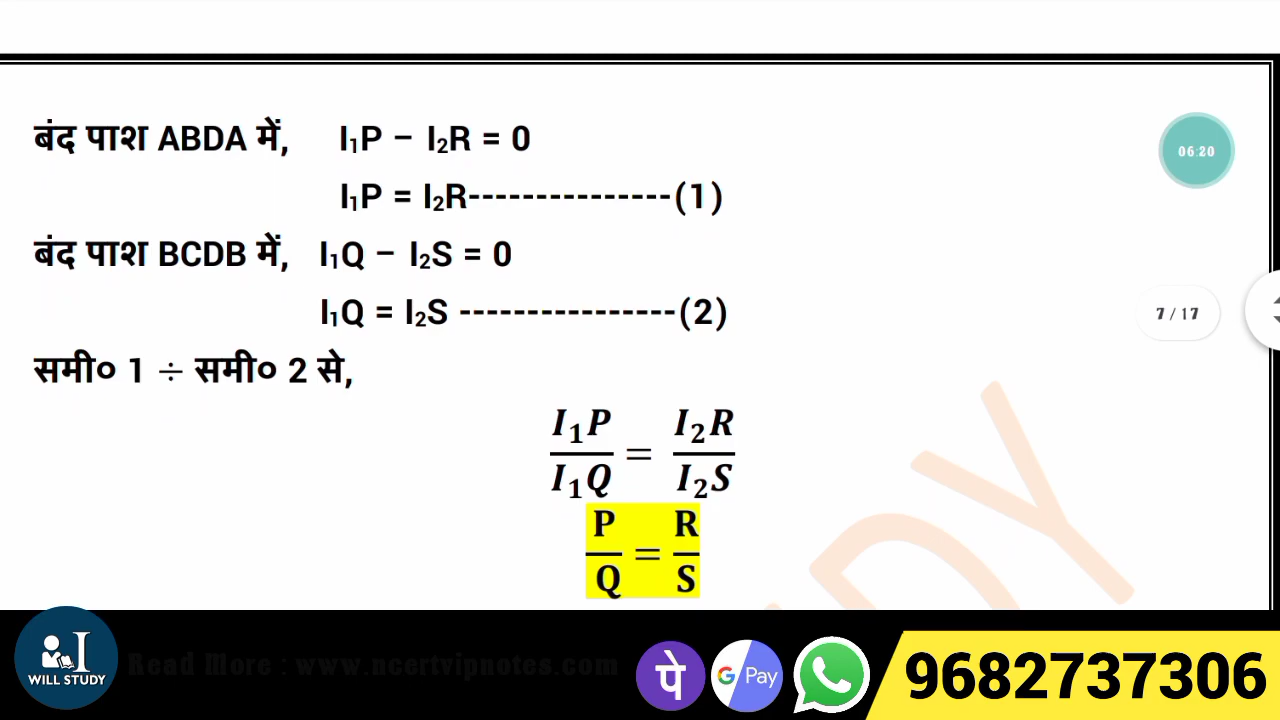 बंद पाश ABDA में, I₁P − I₂R = 0
06:20
I₁P = I₂R---------------(1)
बंद पाश BCDB में, I₁Q − I₂S = 0
I₁Q = I₂S ----------------(2)
7 / 17
समी० 1 ÷ समी० 2 से,
I₁P/I₁Q = I₂R/I₂S
P/Q = R/S
I
WILL STUDY
Read More : www.ncertvipnotes.com
पे
G Pay
9682737306